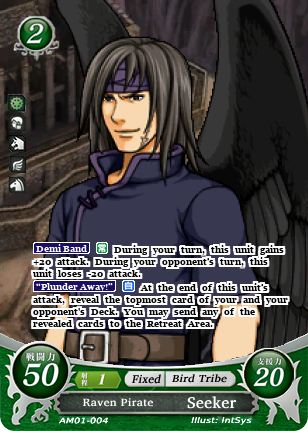 2
Demi Band 常 During your turn, this unit gains
+20 attack. During your opponent's turn, this
unit loses -20 attack.
"Plunder Away!" 自 At the end of this unit's
attack, reveal the topmost card of your and your
opponent's Deck. You may send any of the
revealed cards to the Retreat Area.
戦闘力 50 射程 1 Fixed Bird Tribe 支援力 20
Raven Pirate Seeker
AM01-004 Illust: IntSys